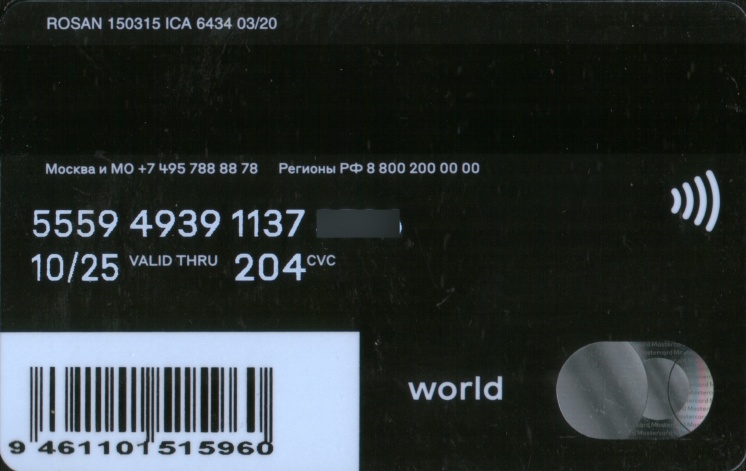 ROSAN 150315 ICA 6434 03/20
Москва и МО +7 495 788 88 78 Регионы РФ 8 800 200 00 00
5559 4939 1137
10/25 VALID THRU 204 CVC
world
9 461101 515960